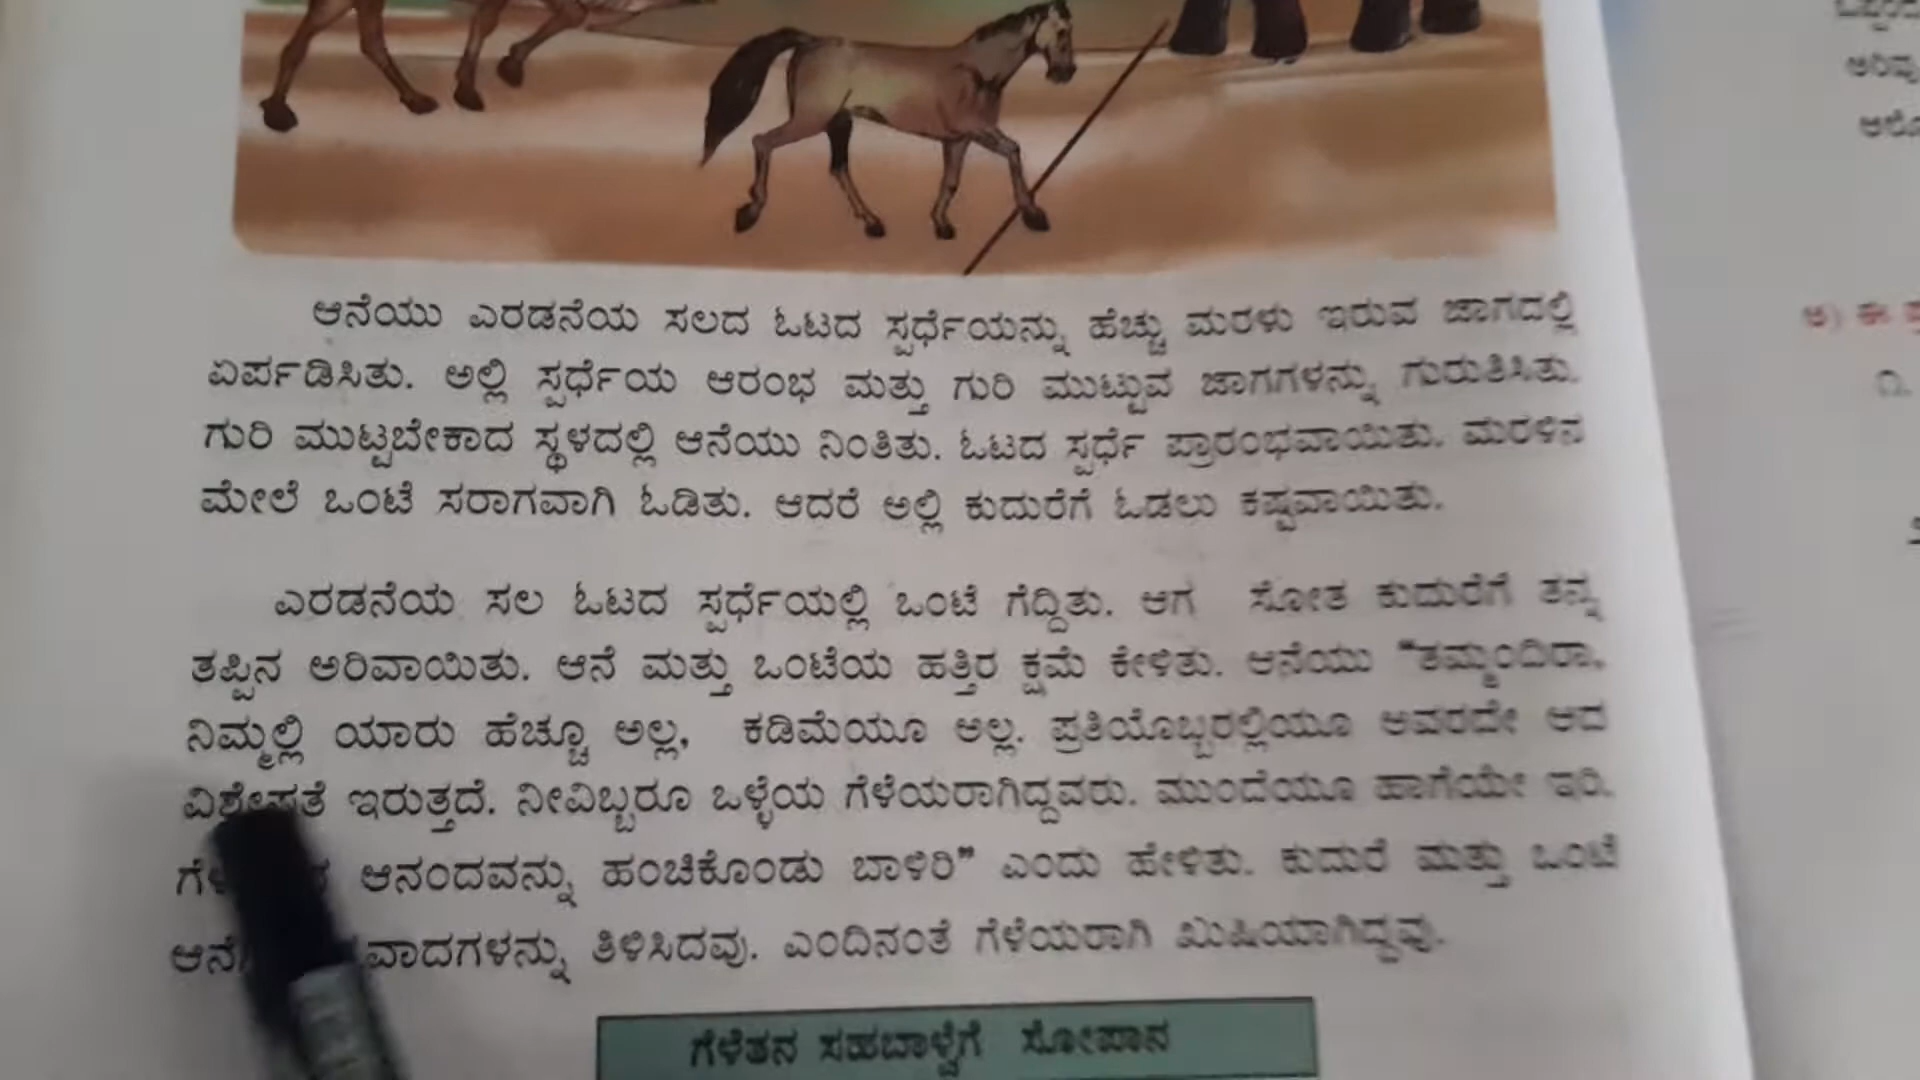 ಆನೆಯು ಎರಡನೆಯ ಸಲದ ಓಟದ ಸ್ಪರ್ಧೆಯನ್ನು ಹೆಚ್ಚು ಮರಳು ಇರುವ ಜಾಗದಲ್ಲಿ
ಏರ್ಪಡಿಸಿತು. ಅಲ್ಲಿ ಸ್ಪರ್ಧೆಯ ಆರಂಭ ಮತ್ತು ಗುರಿ ಮುಟ್ಟುವ ಜಾಗಗಳನ್ನು ಗುರುತಿಸಿತು.
ಗುರಿ ಮುಟ್ಟಬೇಕಾದ ಸ್ಥಳದಲ್ಲಿ ಆನೆಯು ನಿಂತಿತು. ಓಟದ ಸ್ಪರ್ಧೆ ಪ್ರಾರಂಭವಾಯಿತು. ಮರಳಿನ
ಮೇಲೆ ಒಂಟೆ ಸರಾಗವಾಗಿ ಓಡಿತು. ಆದರೆ ಅಲ್ಲಿ ಕುದುರೆಗೆ ಓಡಲು ಕಷ್ಟವಾಯಿತು.
ಎರಡನೆಯ ಸಲ ಓಟದ ಸ್ಪರ್ಧೆಯಲ್ಲಿ ಒಂಟೆ ಗೆದ್ದಿತು. ಆಗ ಸೋತ ಕುದುರೆಗೆ ತನ್ನ
ತಪ್ಪಿನ ಅರಿವಾಯಿತು. ಆನೆ ಮತ್ತು ಒಂಟೆಯ ಹತ್ತಿರ ಕ್ಷಮೆ ಕೇಳಿತು. ಆನೆಯು “ತಮ್ಮಂದಿರಾ,
ನಿಮ್ಮಲ್ಲಿ ಯಾರು ಹೆಚ್ಚೂ ಅಲ್ಲ, ಕಡಿಮೆಯೂ ಅಲ್ಲ. ಪ್ರತಿಯೊಬ್ಬರಲ್ಲಿಯೂ ಅವರದೇ ಆದ
ವಿಶೇಷತೆ ಇರುತ್ತದೆ. ನೀವಿಬ್ಬರೂ ಒಳ್ಳೆಯ ಗೆಳೆಯರಾಗಿದ್ದವರು. ಮುಂದೆಯೂ ಹಾಗೆಯೇ ಇರಿ.
ಆನಂದವನ್ನು ಹಂಚಿಕೊಂಡು ಬಾಳಿರಿ” ಎಂದು ಹೇಳಿತು. ಕುದುರೆ ಮತ್ತು ಒಂಟೆ
ತಿಳಿಸಿದವು. ಎಂದಿನಂತೆ ಗೆಳೆಯರಾಗಿ ಖುಷಿಯಾಗಿದ್ದವು.
ಗೆಳೆತನ ಸಹಬಾಳ್ವೆಗೆ ಸೋಪಾನ